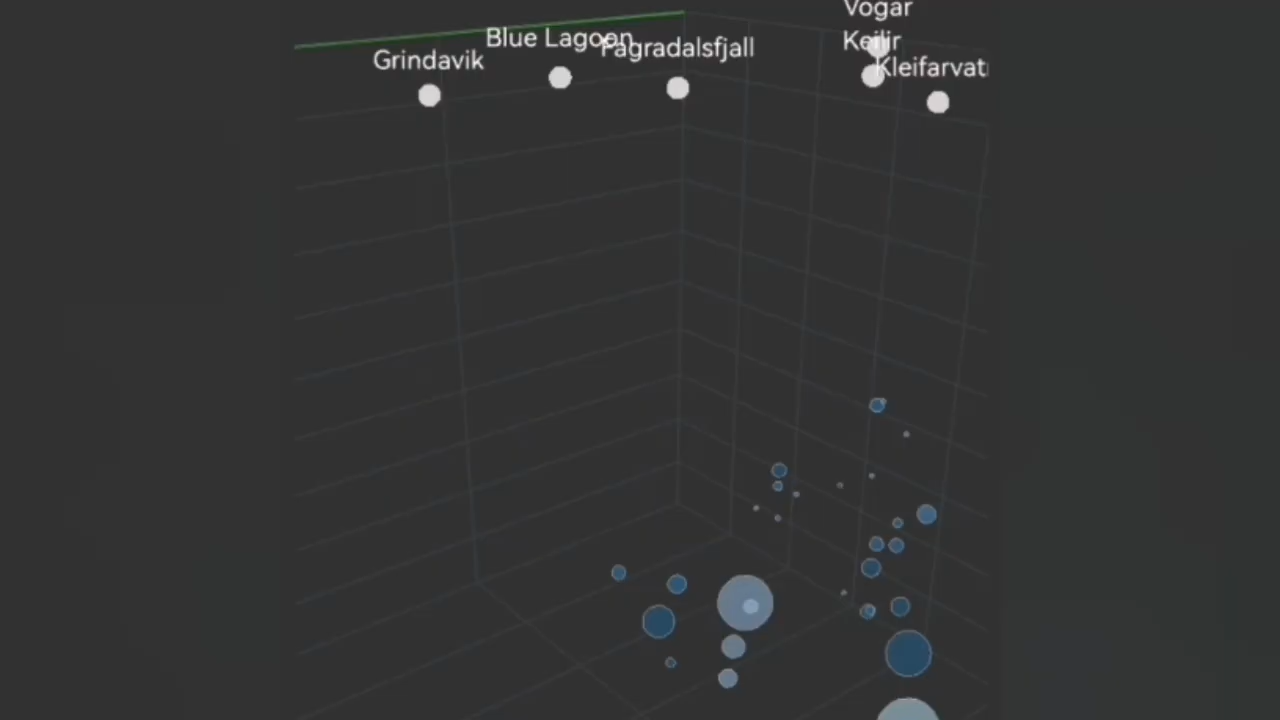 Vogar
Keilir
Blue Lagoon
Fagradalsfjall
Grindavik
Kleifarvat